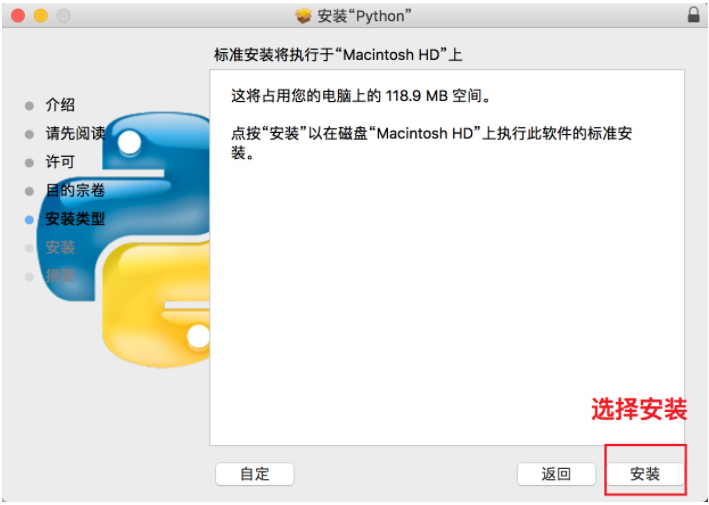 安装“Python”
标准安装将执行于“Macintosh HD”上
介绍
请先阅读
许可
目的宗卷
安装类型
安装
摘要
这将占用您的电脑上的 118.9 MB 空间。
点按“安装”以在磁盘“Macintosh HD”上执行此软件的标准安
装。
选择安装
自定
返回
安装